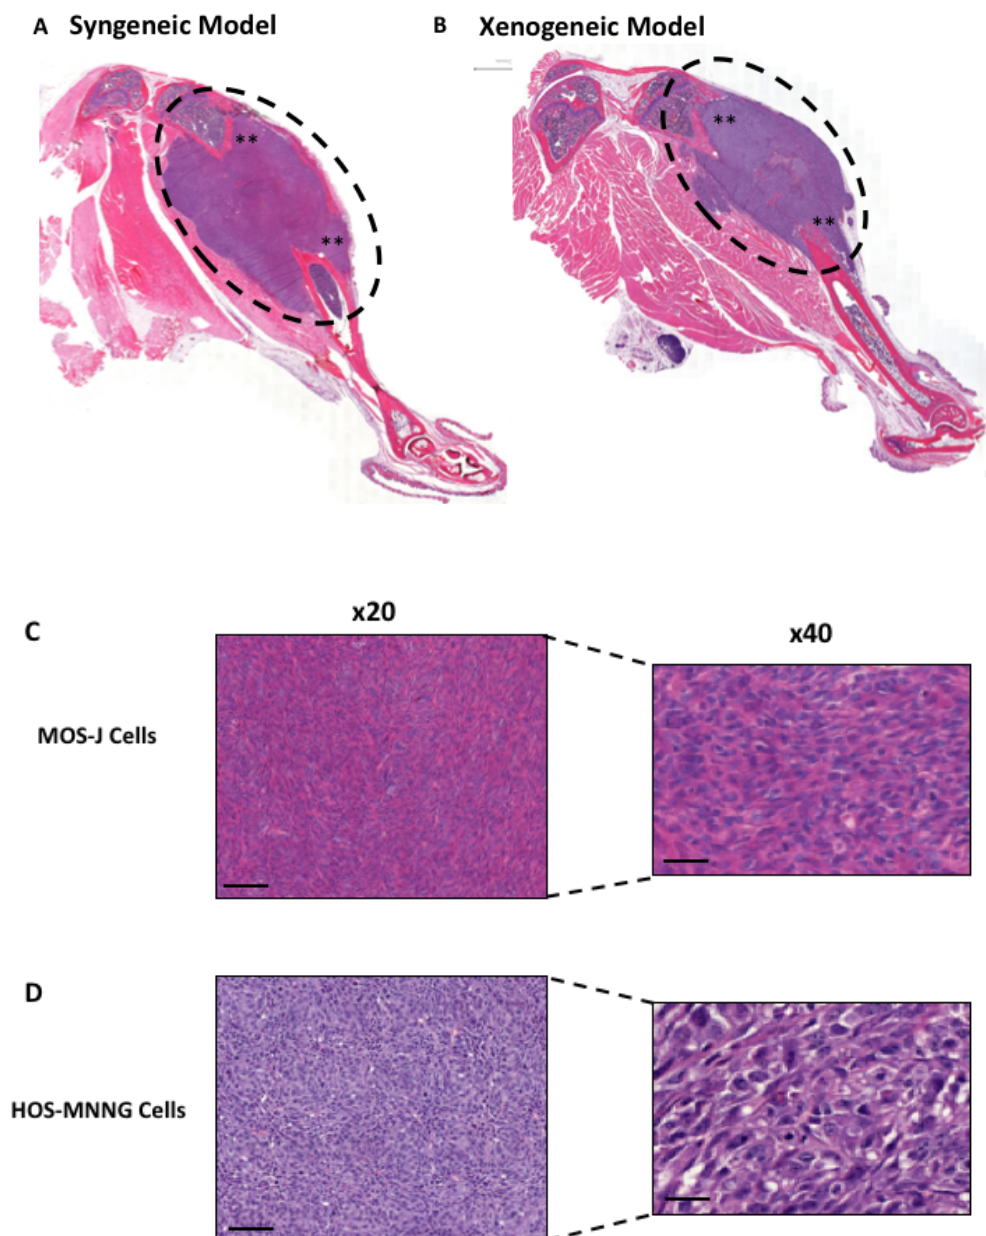 A Syngeneic Model
B Xenogeneic Model
**
**
**
**
C
x20
x40
MOS-J Cells
D
HOS-MNNG Cells